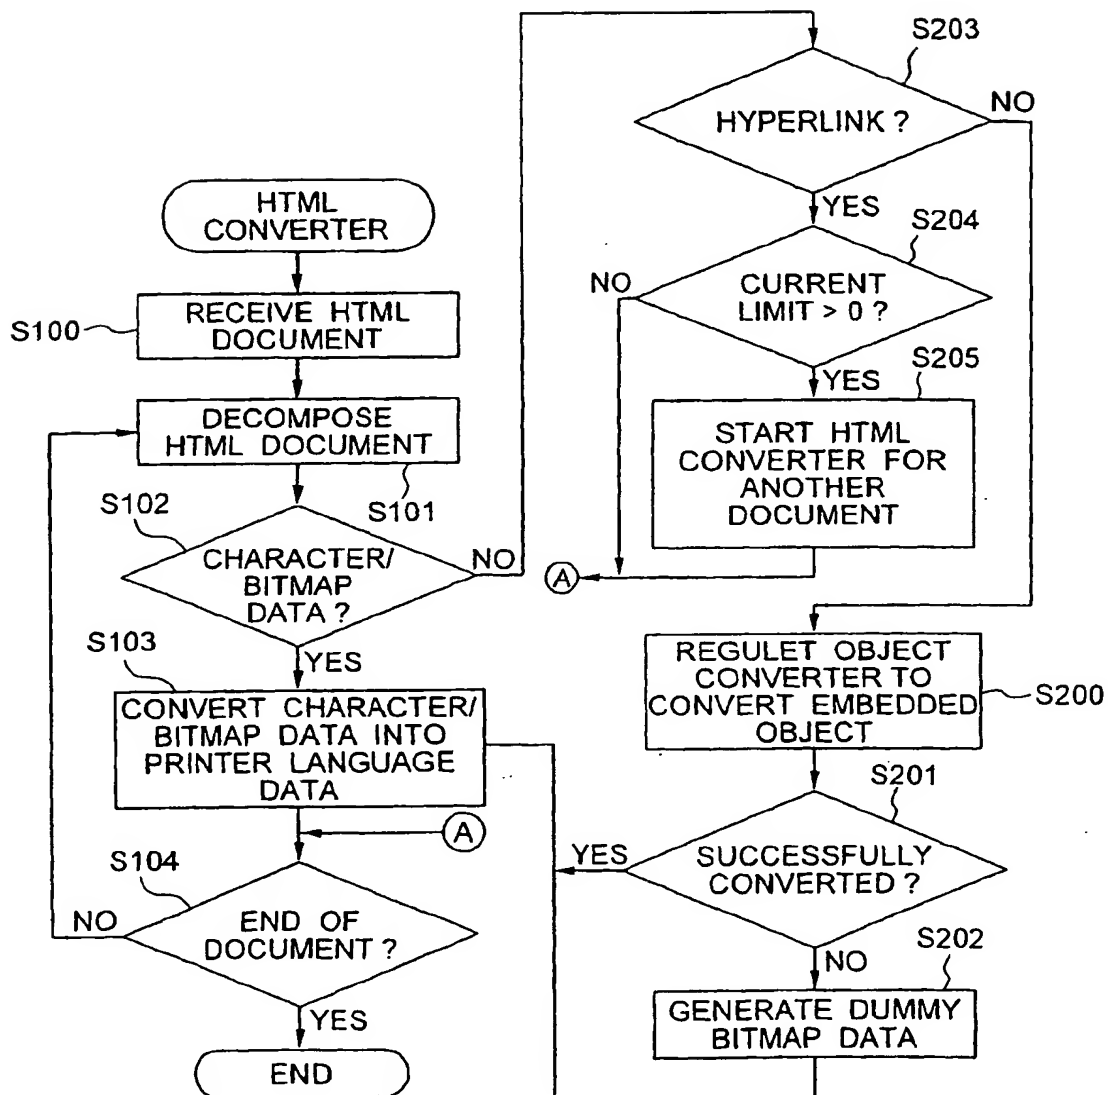 HTML
CONVERTER
S100
RECEIVE HTML
DOCUMENT
DECOMPOSE
HTML DOCUMENT
S101
S102
CHARACTER/
BITMAP
DATA ?
NO
YES
S103
CONVERT CHARACTER/
BITMAP DATA INTO
PRINTER LANGUAGE
DATA
A
S104
END OF
DOCUMENT ?
NO
YES
END
S203
HYPERLINK ?
NO
YES
S204
CURRENT
LIMIT > 0 ?
NO
YES
S205
START HTML
CONVERTER FOR
ANOTHER
DOCUMENT
A
REGULET OBJECT
CONVERTER TO
CONVERT EMBEDDED
OBJECT
S200
S201
SUCCESSFULLY
CONVERTED ?
YES
NO
S202
GENERATE DUMMY
BITMAP DATA